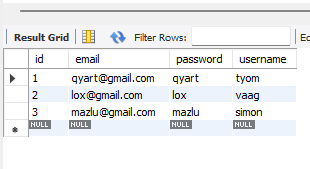 Result Grid Filter Rows: Ed
id email password username
1 qyart@gmail.com qyart tyom
2 lox@gmail.com lox vaag
3 mazlu@gmail.com mazlu simon
NULL NULL NULL NULL